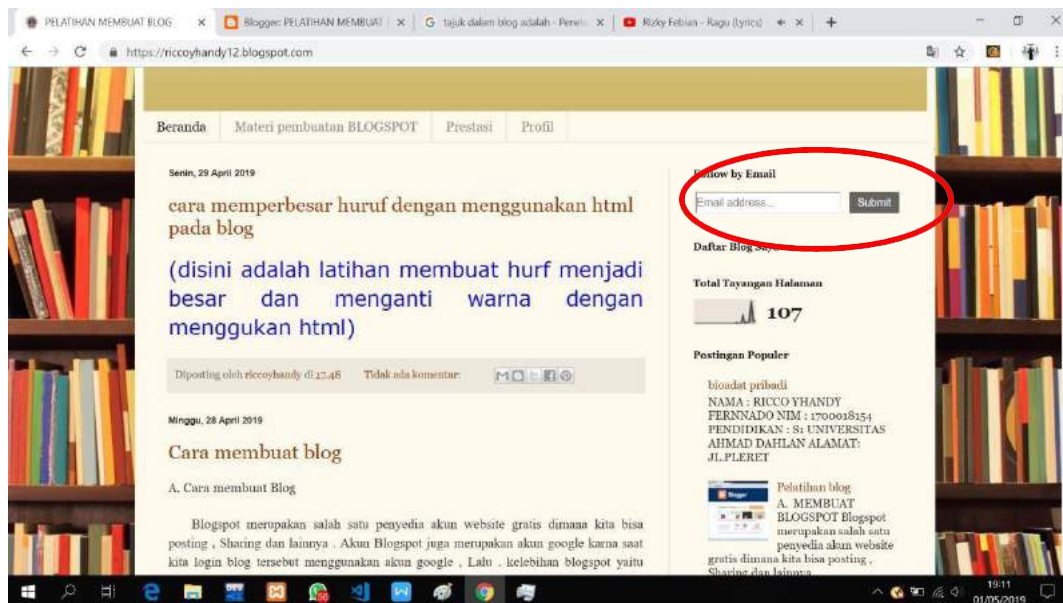 PELATIHAN MEMBUAT BLOG
Blogger: PELATIHAN MEMBUAT
tajuk dalam blog adalah - Penel
Rizky Febian - Ragu (Lyrics)
https://riccoyhandy12.blogspot.com
Beranda
Materi pembuatan BLOGSPOT
Prestasi
Profil
Senin, 29 April 2019
cara memperbesar huruf dengan menggunakan html
pada blog
(disini adalah latihan membuat hurf menjadi
besar dan menganti warna dengan
menggukan html)
Diposting oleh riccoyhandy di 17.48
Tidak ada komentar:
Minggu, 28 April 2019
Cara membuat blog
A. Cara membuat Blog
Blogspot merupakan salah satu penyedia akun website gratis dimana kita bisa
posting , Sharing dan lainnya . Akun Blogspot juga merupakan akun google karna saat
kita login blog tersebut menggunakan akun google , Lalu . kelebihan blogspot yaitu
Follow by Email
Email address...
Submit
Daftar Blog Saya
Total Tayangan Halaman
107
Postingan Populer
bioadat pribadi
NAMA : RICCO YHANDY
FERNNADO NIM : 1700018154
PENDIDIKAN : S1 UNIVERSITAS
AHMAD DAHLAN ALAMAT:
JL.PLERET
Pelatihan blog
A. MEMBUAT
BLOGSPOT Blogspot
merupakan salah satu
penyedia akun website
gratis dimana kita bisa posting ,
Sharing dan lainnya
19:11
01/05/2019